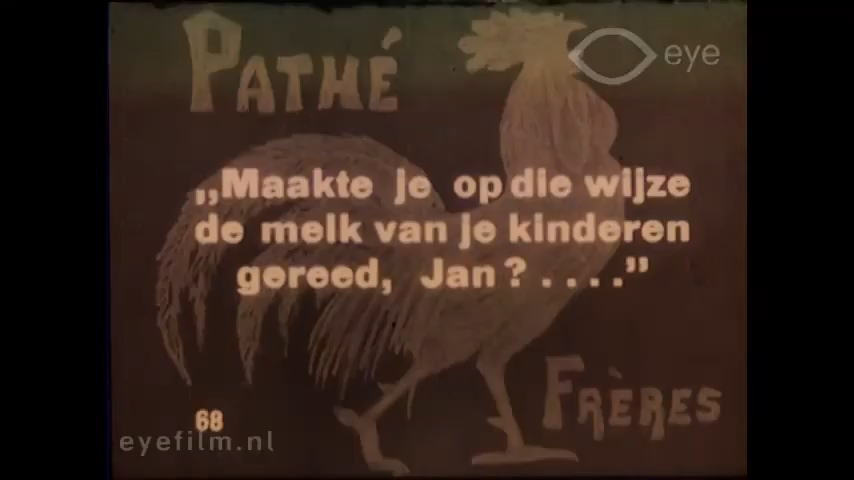 PATHÉ
eye
„Maakte je op die wijze
de melk van je kinderen
gereed, Jan?....”
FRÈRES
68
eyefilm.nl